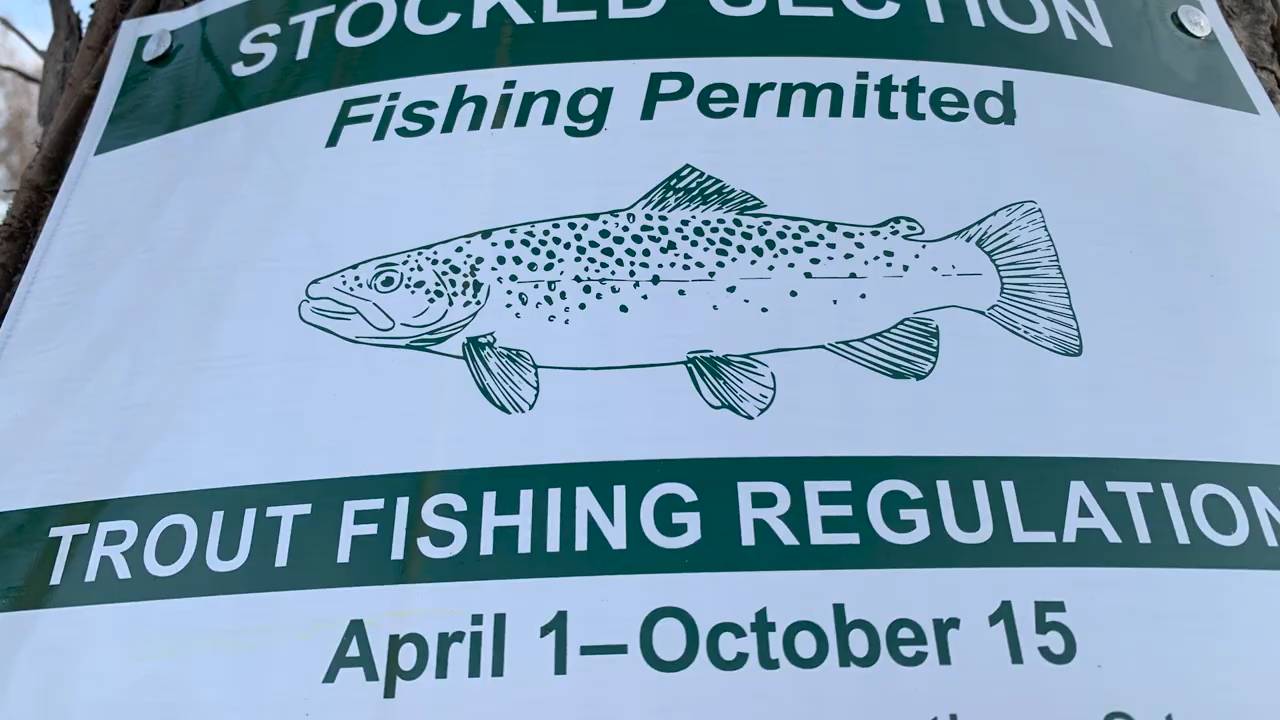 STOCKED SECTION
Fishing Permitted
TROUT FISHING REGULATION
April 1–October 15